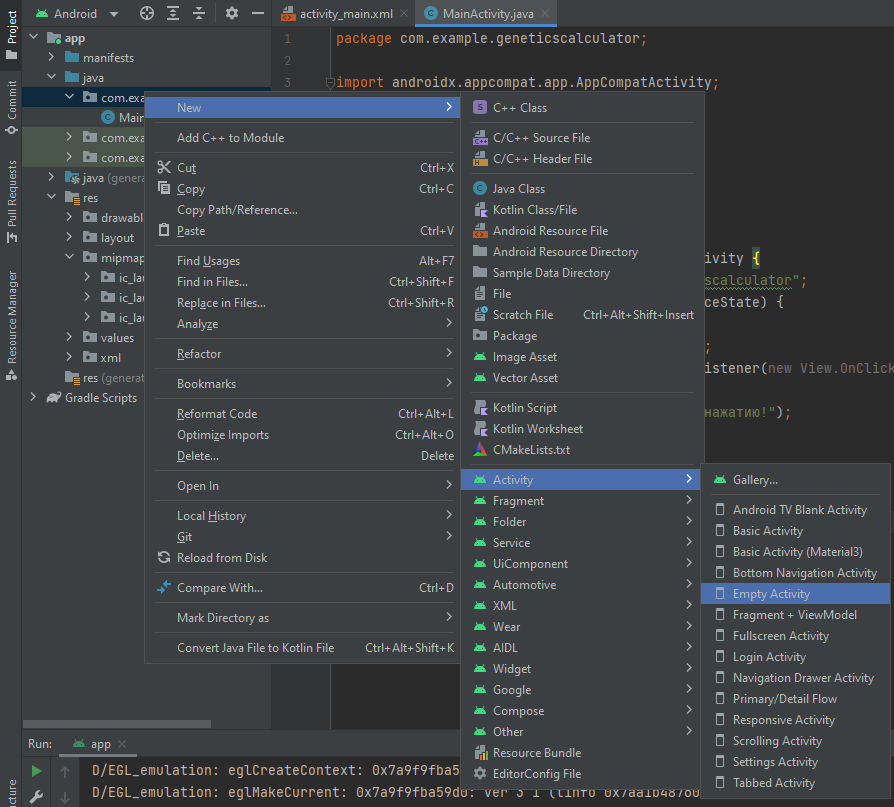 Project
Commit
Pull Requests
Resource Manager
Android
activity_main.xml
MainActivity.java
app
manifests
java
com.exa
Main
com.exa
com.exa
java (genera
res
drawabl
layout
mipmap
ic_lau
ic_lau
ic_lau
values
xml
res (generat
Gradle Scripts
1 package com.example.geneticscalculator;
2
3 import androidx.appcompat.app.AppCompatActivity;
ivity {
scalculator";
ceState) {
;
istener(new View.OnClick
нажатию!");
New
Add C++ to Module
Cut Ctrl+X
Copy Ctrl+C
Copy Path/Reference...
Paste Ctrl+V
Find Usages Alt+F7
Find in Files... Ctrl+Shift+F
Replace in Files... Ctrl+Shift+R
Analyze
Refactor
Bookmarks
Reformat Code Ctrl+Alt+L
Optimize Imports Ctrl+Alt+O
Delete... Delete
Open In
Local History
Git
Reload from Disk
Compare With... Ctrl+D
Mark Directory as
Convert Java File to Kotlin File Ctrl+Alt+Shift+K
C++ Class
C/C++ Source File
C/C++ Header File
Java Class
Kotlin Class/File
Android Resource File
Android Resource Directory
Sample Data Directory
File
Scratch File Ctrl+Alt+Shift+Insert
Package
Image Asset
Vector Asset
Kotlin Script
Kotlin Worksheet
CMakeLists.txt
Activity
Fragment
Folder
Service
UiComponent
Automotive
XML
Wear
AIDL
Widget
Google
Compose
Other
Resource Bundle
EditorConfig File
Gallery...
Android TV Blank Activity
Basic Activity
Basic Activity (Material3)
Bottom Navigation Activity
Empty Activity
Fragment + ViewModel
Fullscreen Activity
Login Activity
Navigation Drawer Activity
Primary/Detail Flow
Responsive Activity
Scrolling Activity
Settings Activity
Tabbed Activity
Run: app
D/EGL_emulation: eglCreateContext: 0x7a9f9fba5
D/EGL_emulation: eglMakeCurrent: 0x7a9f9fba59d0: ver 3 1 (tinfo